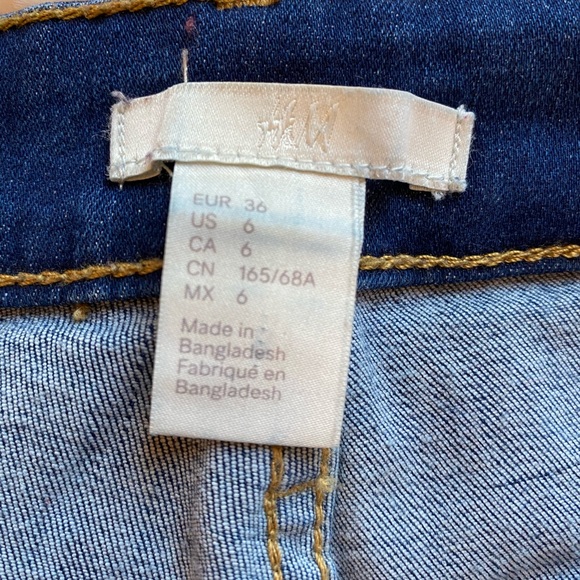 H&M
EUR 36
US 6
CA 6
CN 165/68A
MX 6
Made in
Bangladesh
Fabriqué en
Bangladesh